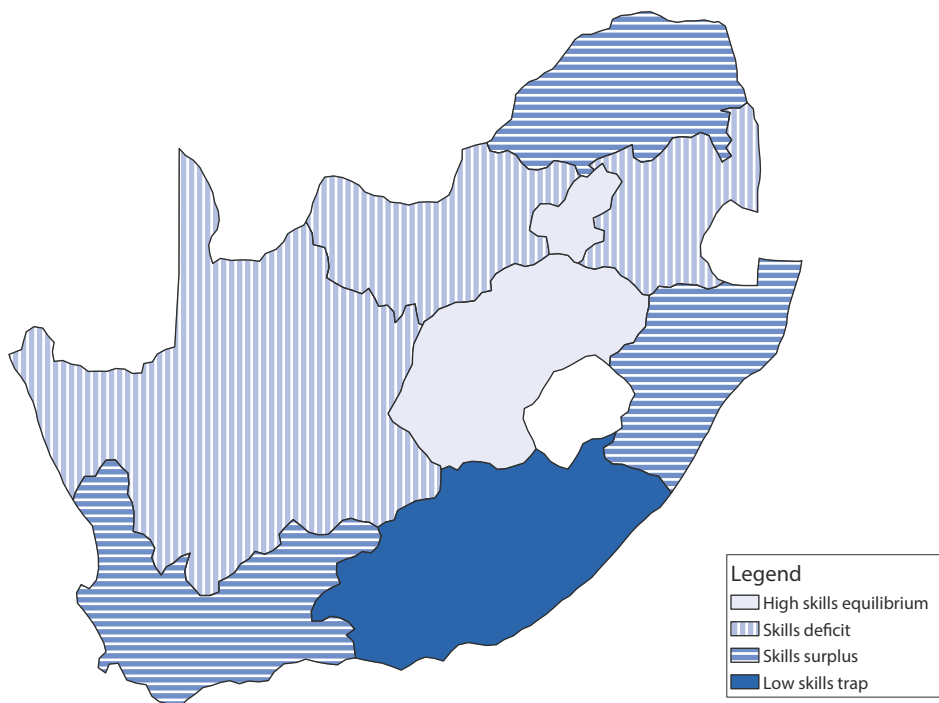 Legend
High skills equilibrium
Skills deficit
Skills surplus
Low skills trap